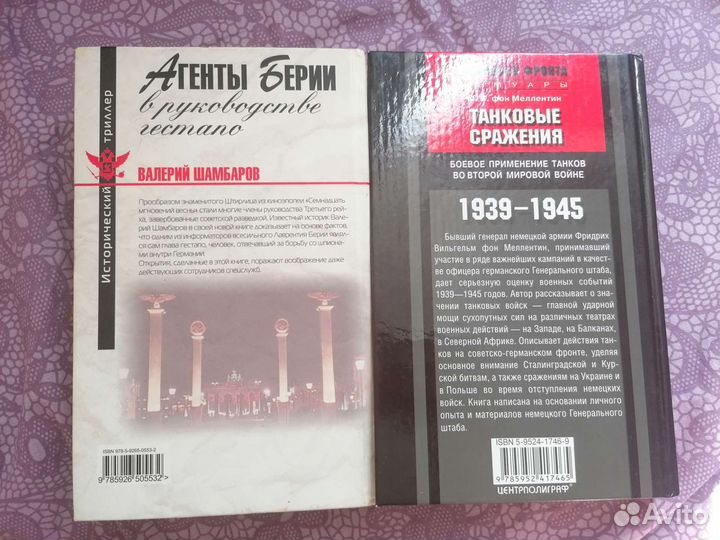 Исторический триллер
Агенты Берии
в руководстве
гестапо
ВАЛЕРИЙ ШАМБАРОВ
Прообразом знаменитого Штирлица из киноэпопеи «Семнадцать
мгновений весны» стали многие члены руководства Третьего рей-
ха, завербованные советской разведкой. Известный историк Вале-
рий Шамбаров в своей новой книге доказывает на основе фактов,
что одним из информаторов всесильного Лаврентия Берии являл-
ся сам глава гестапо, человек, отвечавший за борьбу со шпиона-
ми внутри Германии.
Открытия, сделанные в этой книге, поражают воображение даже
действующих сотрудников спецслужб.
ISBN 978-5-9265-0553-2
9 785926 505532 >
ФРОНТА
МУАРЫ
фон Меллентин
ТАНКОВЫЕ
СРАЖЕНИЯ
БОЕВОЕ ПРИМЕНЕНИЕ ТАНКОВ
ВО ВТОРОЙ МИРОВОЙ ВОЙНЕ
1939–1945
Бывший генерал немецкой армии Фридрих
Вильгельм фон Меллентин, принимавший
участие в ряде важнейших кампаний в качест-
ве офицера германского Генерального штаба,
дает серьезную оценку военных событий
1939—1945 годов. Автор рассказывает о зна-
чении танковых войск — главной ударной
мощи сухопутных сил на различных театрах
военных действий — на Западе, на Балканах,
в Северной Африке. Описывает действия тан-
ков на советско-германском фронте, уделяя
основное внимание Сталинградской и Кур-
ской битвам, а также сражениям на Украине и
в Польше во время отступления немецких
войск. Книга написана на основании личного
опыта и материалов немецкого Генерального
штаба.
ISBN 5-9524-1746-9
9 785952 417465 >
ЦЕНТРПОЛИГРАФ®
Avito